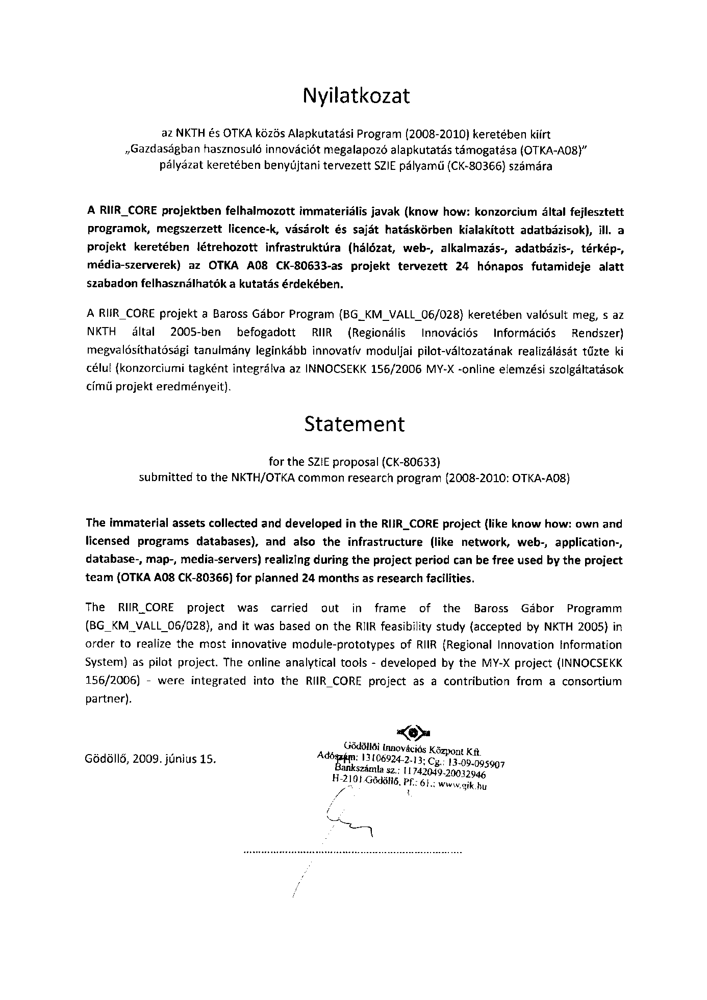 Nyilatkozat
az NKTH és OTKA közös Alapkutatási Program (2008-2010) keretében kiírt
„Gazdaságban hasznosuló innovációt megalapozó alapkutatás támogatása (OTKA-A08)"
pályázat keretében benyújtani tervezett SZIE pályamű (CK-80366) számára
A RIIR_CORE projektben felhalmozott immateriális javak (know how: konzorcium által fejlesztett
programok, megszerzett licence-k, vásárolt és saját hatáskörben kialakított adatbázisok), ill. a
projekt keretében létrehozott infrastruktúra (hálózat, web-, alkalmazás-, adatbázis-, térkép-,
média-szerverek) az OTKA A08 CK-80633-as projekt tervezett 24 hónapos futamideje alatt
szabadon felhasználhatók a kutatás érdekében.
A RIIR_CORE projekt a Baross Gábor Program (BG_KM_VALL_06/028) keretében valósult meg, s az
NKTH által 2005-ben befogadott RIIR (Regionális Innovációs Információs Rendszer)
megvalósíthatósági tanulmány leginkább innovatív moduljai pilot-változatának realizálását tűzte ki
célul (konzorciumi tagként integrálva az INNOCSEKK 156/2006 MY-X -online elemzési szolgáltatások
című projekt eredményeit).
Statement
for the SZIE proposal (CK-80633)
submitted to the NKTH/OTKA common research program (2008-2010: OTKA-A08)
The immaterial assets collected and developed in the RIIR_CORE project (like know how: own and
licensed programs databases), and also the infrastructure (like network, web-, application-,
database-, map-, media-servers) realizing during the project period can be free used by the project
team (OTKA A08 CK-80366) for planned 24 months as research facilities.
The RIIR_CORE project was carried out in frame of the Baross Gábor Programm
(BG_KM_VALL_06/028), and it was based on the RIIR feasibility study (accepted by NKTH 2005) in
order to realize the most innovative module-prototypes of RIIR (Regional Innovation Information
System) as pilot project. The online analytical tools - developed by the MY-X project (INNOCSEKK
156/2006) - were integrated into the RIIR_CORE project as a contribution from a consortium
partner).
Gödöllő, 2009. június 15.
Gödöllői Innovációs Központ Kft.
Adószám: 13106924-2-13; Cg.: 13-09-095907
Bankszámla sz.: 11742049-20032946
H-2101 Gödöllő, Pf.: 61.; www.gik.hu